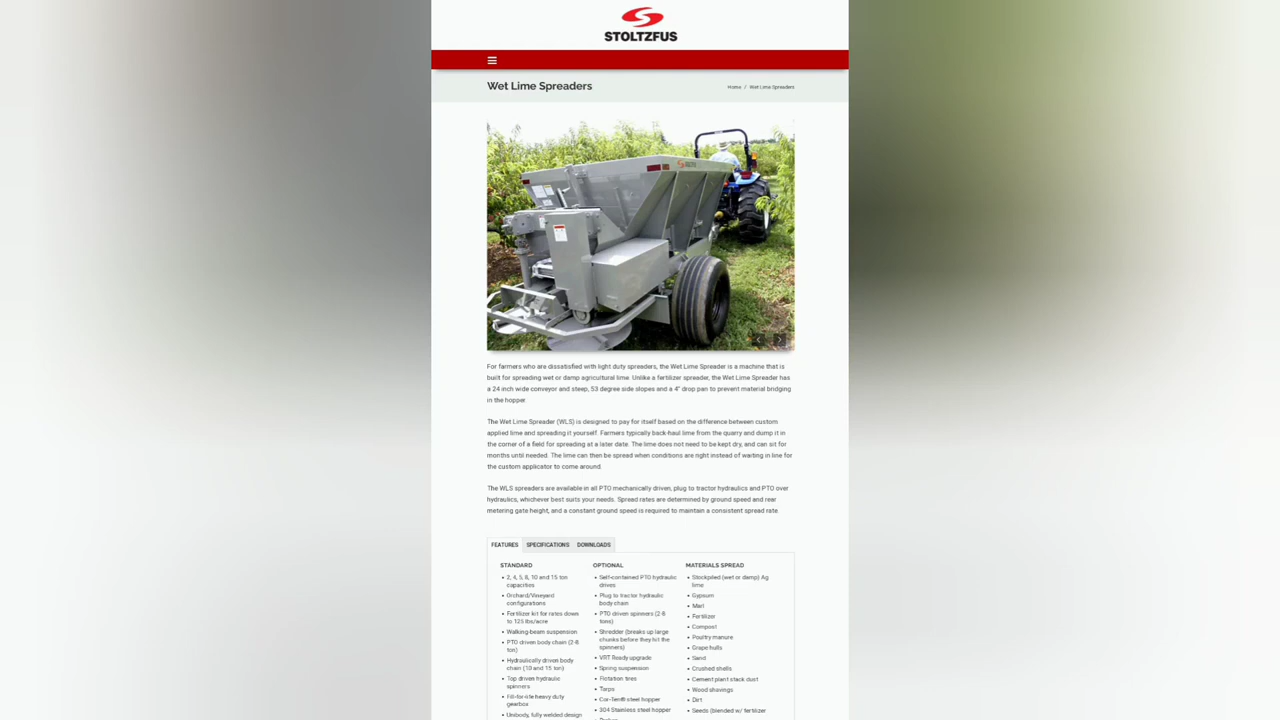 STOLTZFUS
Wet Lime Spreaders
Home / Wet Lime Spreaders
For farmers who are dissatisfied with light duty spreaders, the Wet Lime Spreader is a machine that is
built for spreading wet or damp agricultural lime. Unlike a fertilizer spreader, the Wet Lime Spreader has
a 24 inch wide conveyor and steep, 53 degree side slopes and a 4" drop pan to prevent material bridging
in the hopper.
The Wet Lime Spreader (WLS) is designed to pay for itself based on the difference between custom
applied lime and spreading it yourself. Farmers typically back-haul lime from the quarry and dump it in
the corner of a field for spreading at a later date. The lime does not need to be kept dry, and can sit for
months until needed. The lime can then be spread when conditions are right instead of waiting in line for
the custom applicator to come around.
The WLS spreaders are available in all PTO mechanically driven, plug to tractor hydraulics and PTO over
hydraulics, whichever best suits your needs. Spread rates are determined by ground speed and rear
metering gate height, and a constant ground speed is required to maintain a consistent spread rate.
FEATURES SPECIFICATIONS DOWNLOADS
STANDARD
• 2, 4, 5, 8, 10 and 15 ton
capacities
• Orchard/Vineyard
configurations
• Fertilizer kit for rates down
to 125 lbs/acre
• Walking beam suspension
• PTO driven body chain (2-8
ton)
• Hydraulically driven body
chain (10 and 15 ton)
• Top driven hydraulic
spinners
• Fill-for-life heavy duty
gearbox
• Unibody, fully welded design
OPTIONAL
• Self-contained PTO hydraulic
drives
• Plug to tractor hydraulic
body chain
• PTO driven spinners (2-8
tons)
• Shredder (breaks up large
chunks before they hit the
spinners)
• VRT Ready upgrade
• Spring suspension
• Flotation tires
• Tarps
• Cor-Ten® steel hopper
• 304 Stainless steel hopper
MATERIALS SPREAD
• Stockpiled (wet or damp) Ag
lime
• Gypsum
• Marl
• Fertilizer
• Compost
• Poultry manure
• Grape hulls
• Sand
• Crushed shells
• Cement plant stack dust
• Wood shavings
• Dirt
• Seeds (blended w/ fertilizer